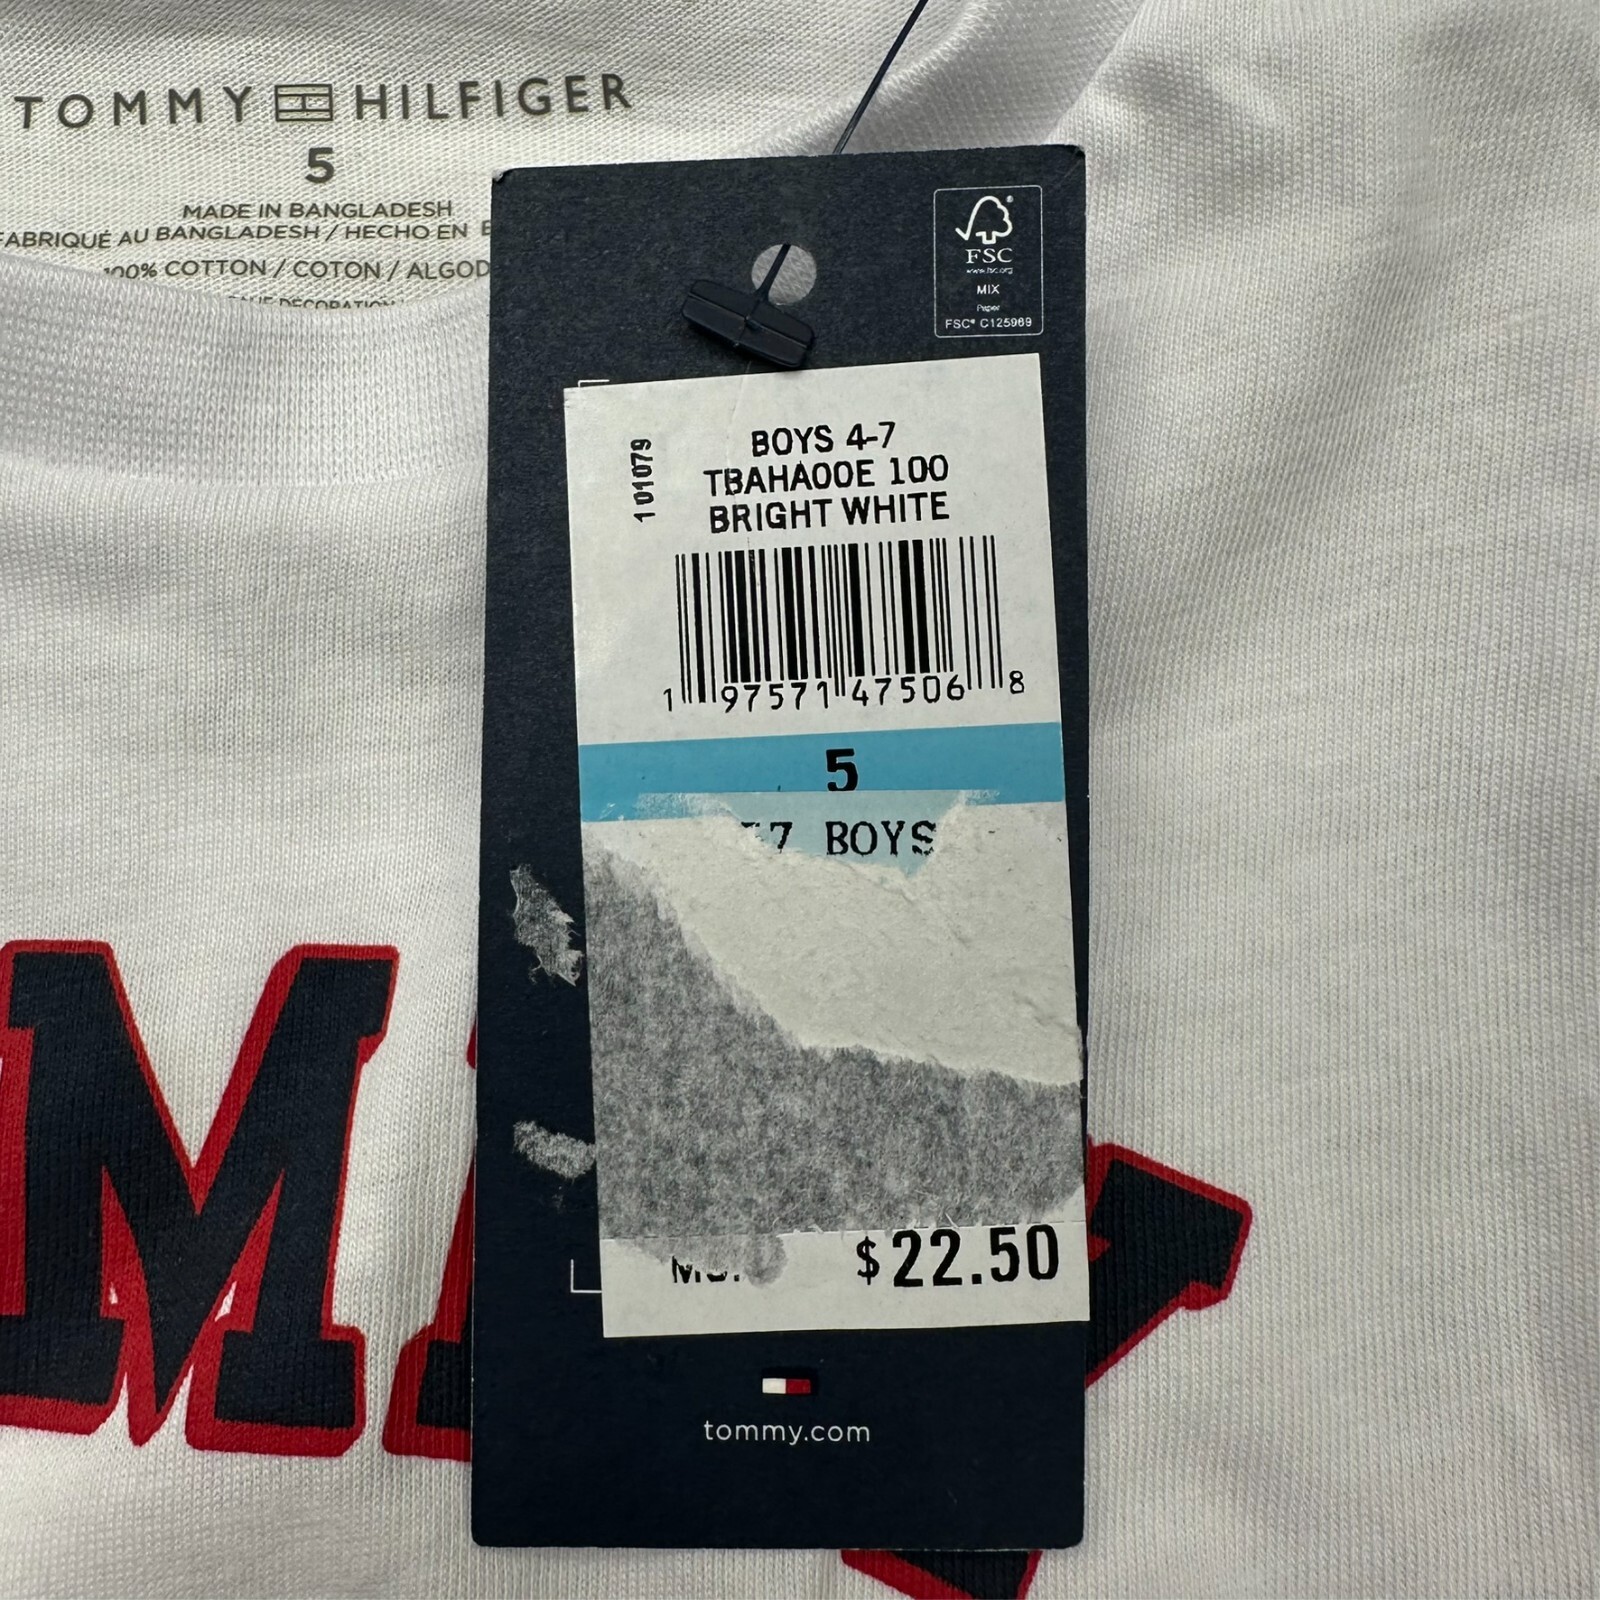 TOMMY HILFIGER
5
MADE IN BANGLADESH
FABRIQUÉ AU BANGLADESH / HECHO EN
100% COTTON / COTON / ALGOD
DECORATION
FSC
www.fsc.org
MIX
Paper
FSC® C125969
101079
BOYS 4-7
TBAHA00E 100
BRIGHT WHITE
1 97571 47506 8
5
7 BOYS
$22.50
tommy.com
M